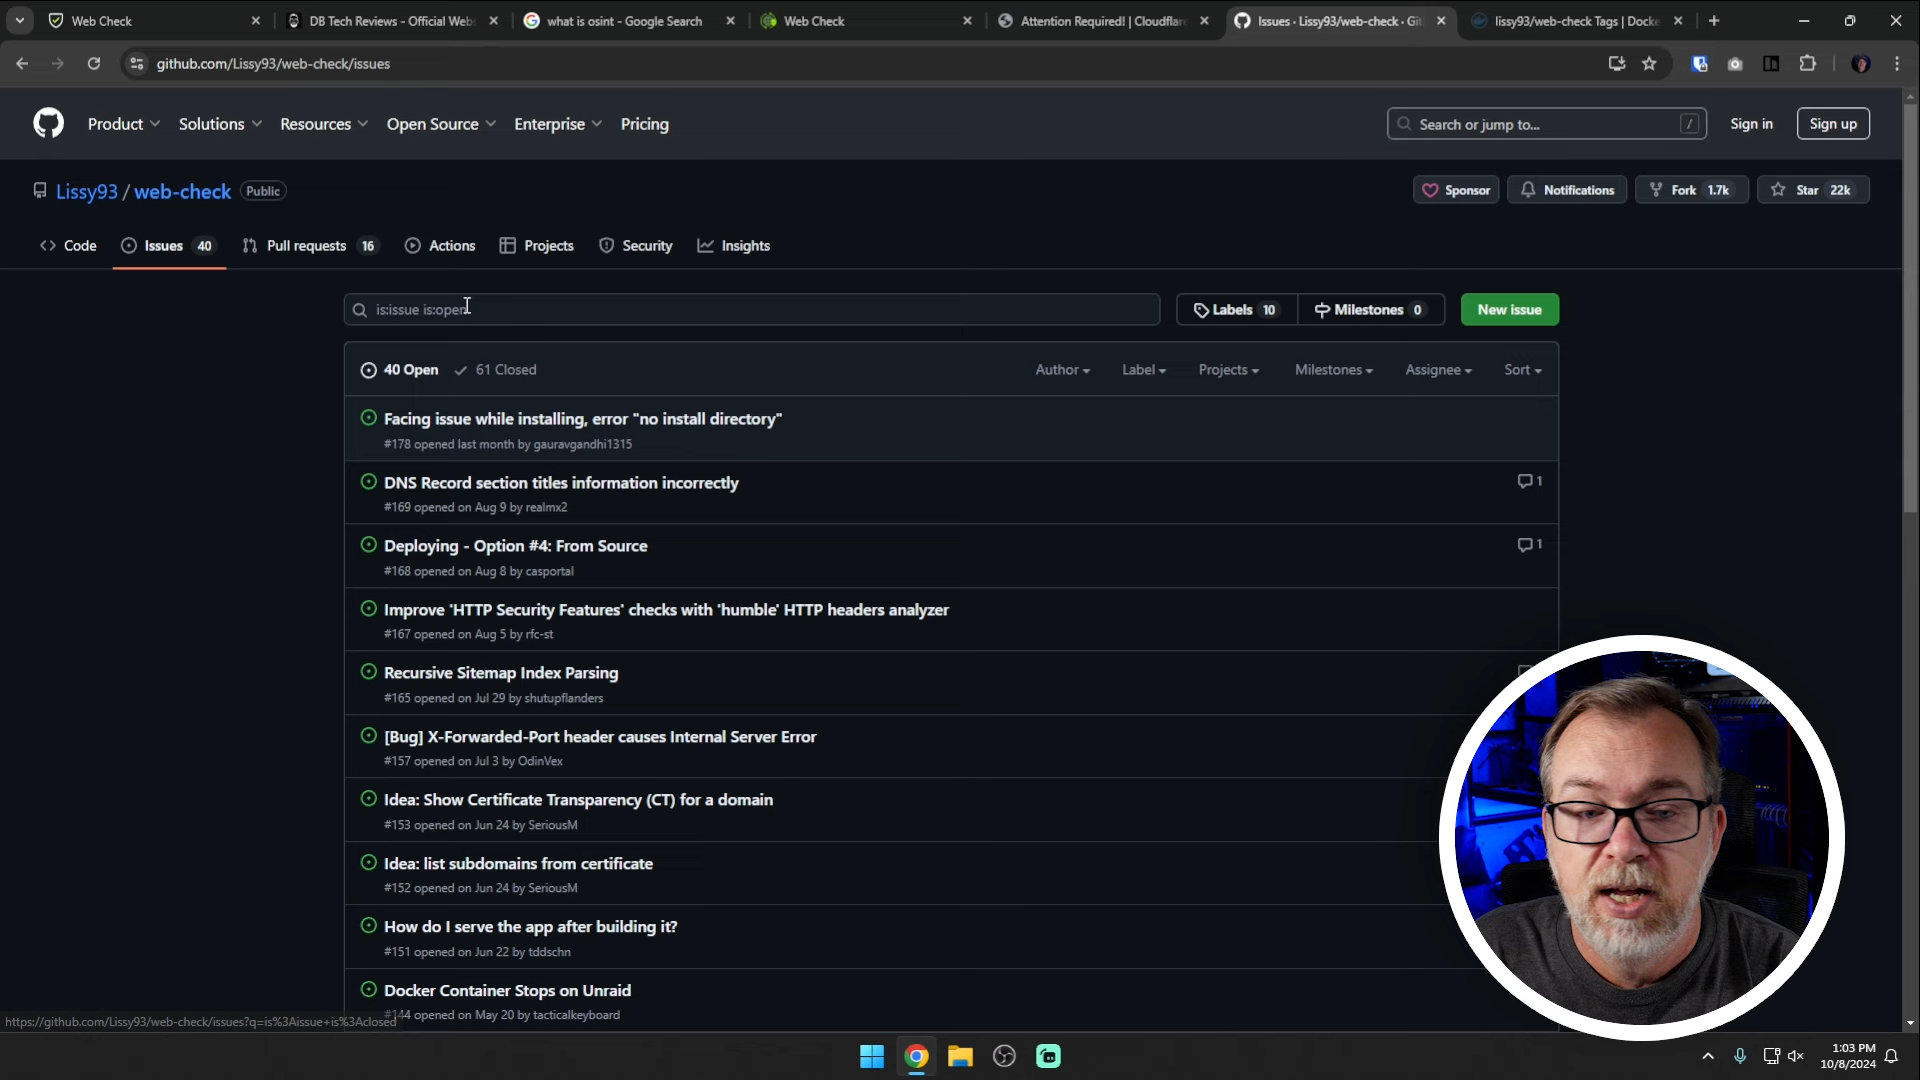 Web Check
DB Tech Reviews - Official Web
what is osint - Google Search
Web Check
Attention Required! | Cloudflar
Issues · Lissy93/web-check · Git
lissy93/web-check Tags | Docke
github.com/Lissy93/web-check/issues
Product
Solutions
Resources
Open Source
Enterprise
Pricing
Search or jump to...
/
Sign in
Sign up
Lissy93 / web-check Public
Sponsor
Notifications
Fork 1.7k
Star 22k
Code
Issues 40
Pull requests 16
Actions
Projects
Security
Insights
is:issue is:open
Labels 10
Milestones 0
New issue
40 Open
61 Closed
Author
Label
Projects
Milestones
Assignee
Sort
Facing issue while installing, error "no install directory"
#178 opened last month by gauravgandhi1315
DNS Record section titles information incorrectly
1
#169 opened on Aug 9 by realmx2
Deploying - Option #4: From Source
1
#168 opened on Aug 8 by casportal
Improve 'HTTP Security Features' checks with 'humble' HTTP headers analyzer
#167 opened on Aug 5 by rfc-st
Recursive Sitemap Index Parsing
#165 opened on Jul 29 by shutupflanders
[Bug] X-Forwarded-Port header causes Internal Server Error
#157 opened on Jul 3 by OdinVex
Idea: Show Certificate Transparency (CT) for a domain
#153 opened on Jun 24 by SeriousM
Idea: list subdomains from certificate
#152 opened on Jun 24 by SeriousM
How do I serve the app after building it?
#151 opened on Jun 22 by tddschn
Docker Container Stops on Unraid
#144 opened on May 20 by tacticalkeyboard
https://github.com/Lissy93/web-check/issues?q=is%3Aissue+is%3Aclosed
1:03 PM
10/8/2024